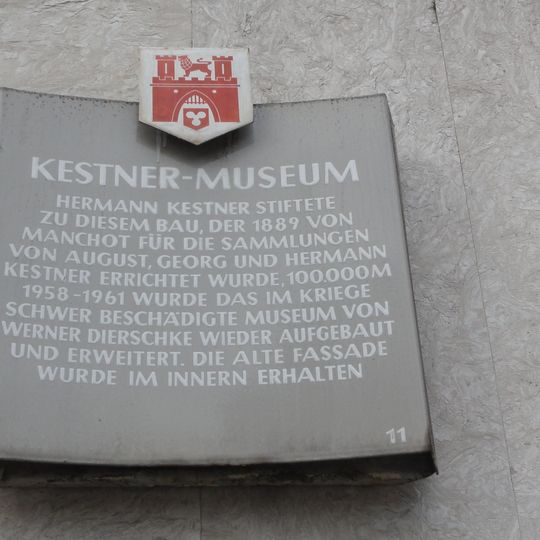 KESTNER-MUSEUM
HERMANN KESTNER STIFTETE
ZU DIESEM BAU, DER 1889 VON
MANCHOT FÜR DIE SAMMLUNGEN
VON AUGUST, GEORG UND HERMANN
KESTNER ERRICHTET WURDE, 100.000M
1958-1961 WURDE DAS IM KRIEGE
SCHWER BESCHÄDIGTE MUSEUM VON
WERNER DIERSCHKE WIEDER AUFGEBAUT
UND ERWEITERT. DIE ALTE FASSADE
WURDE IM INNERN ERHALTEN
11